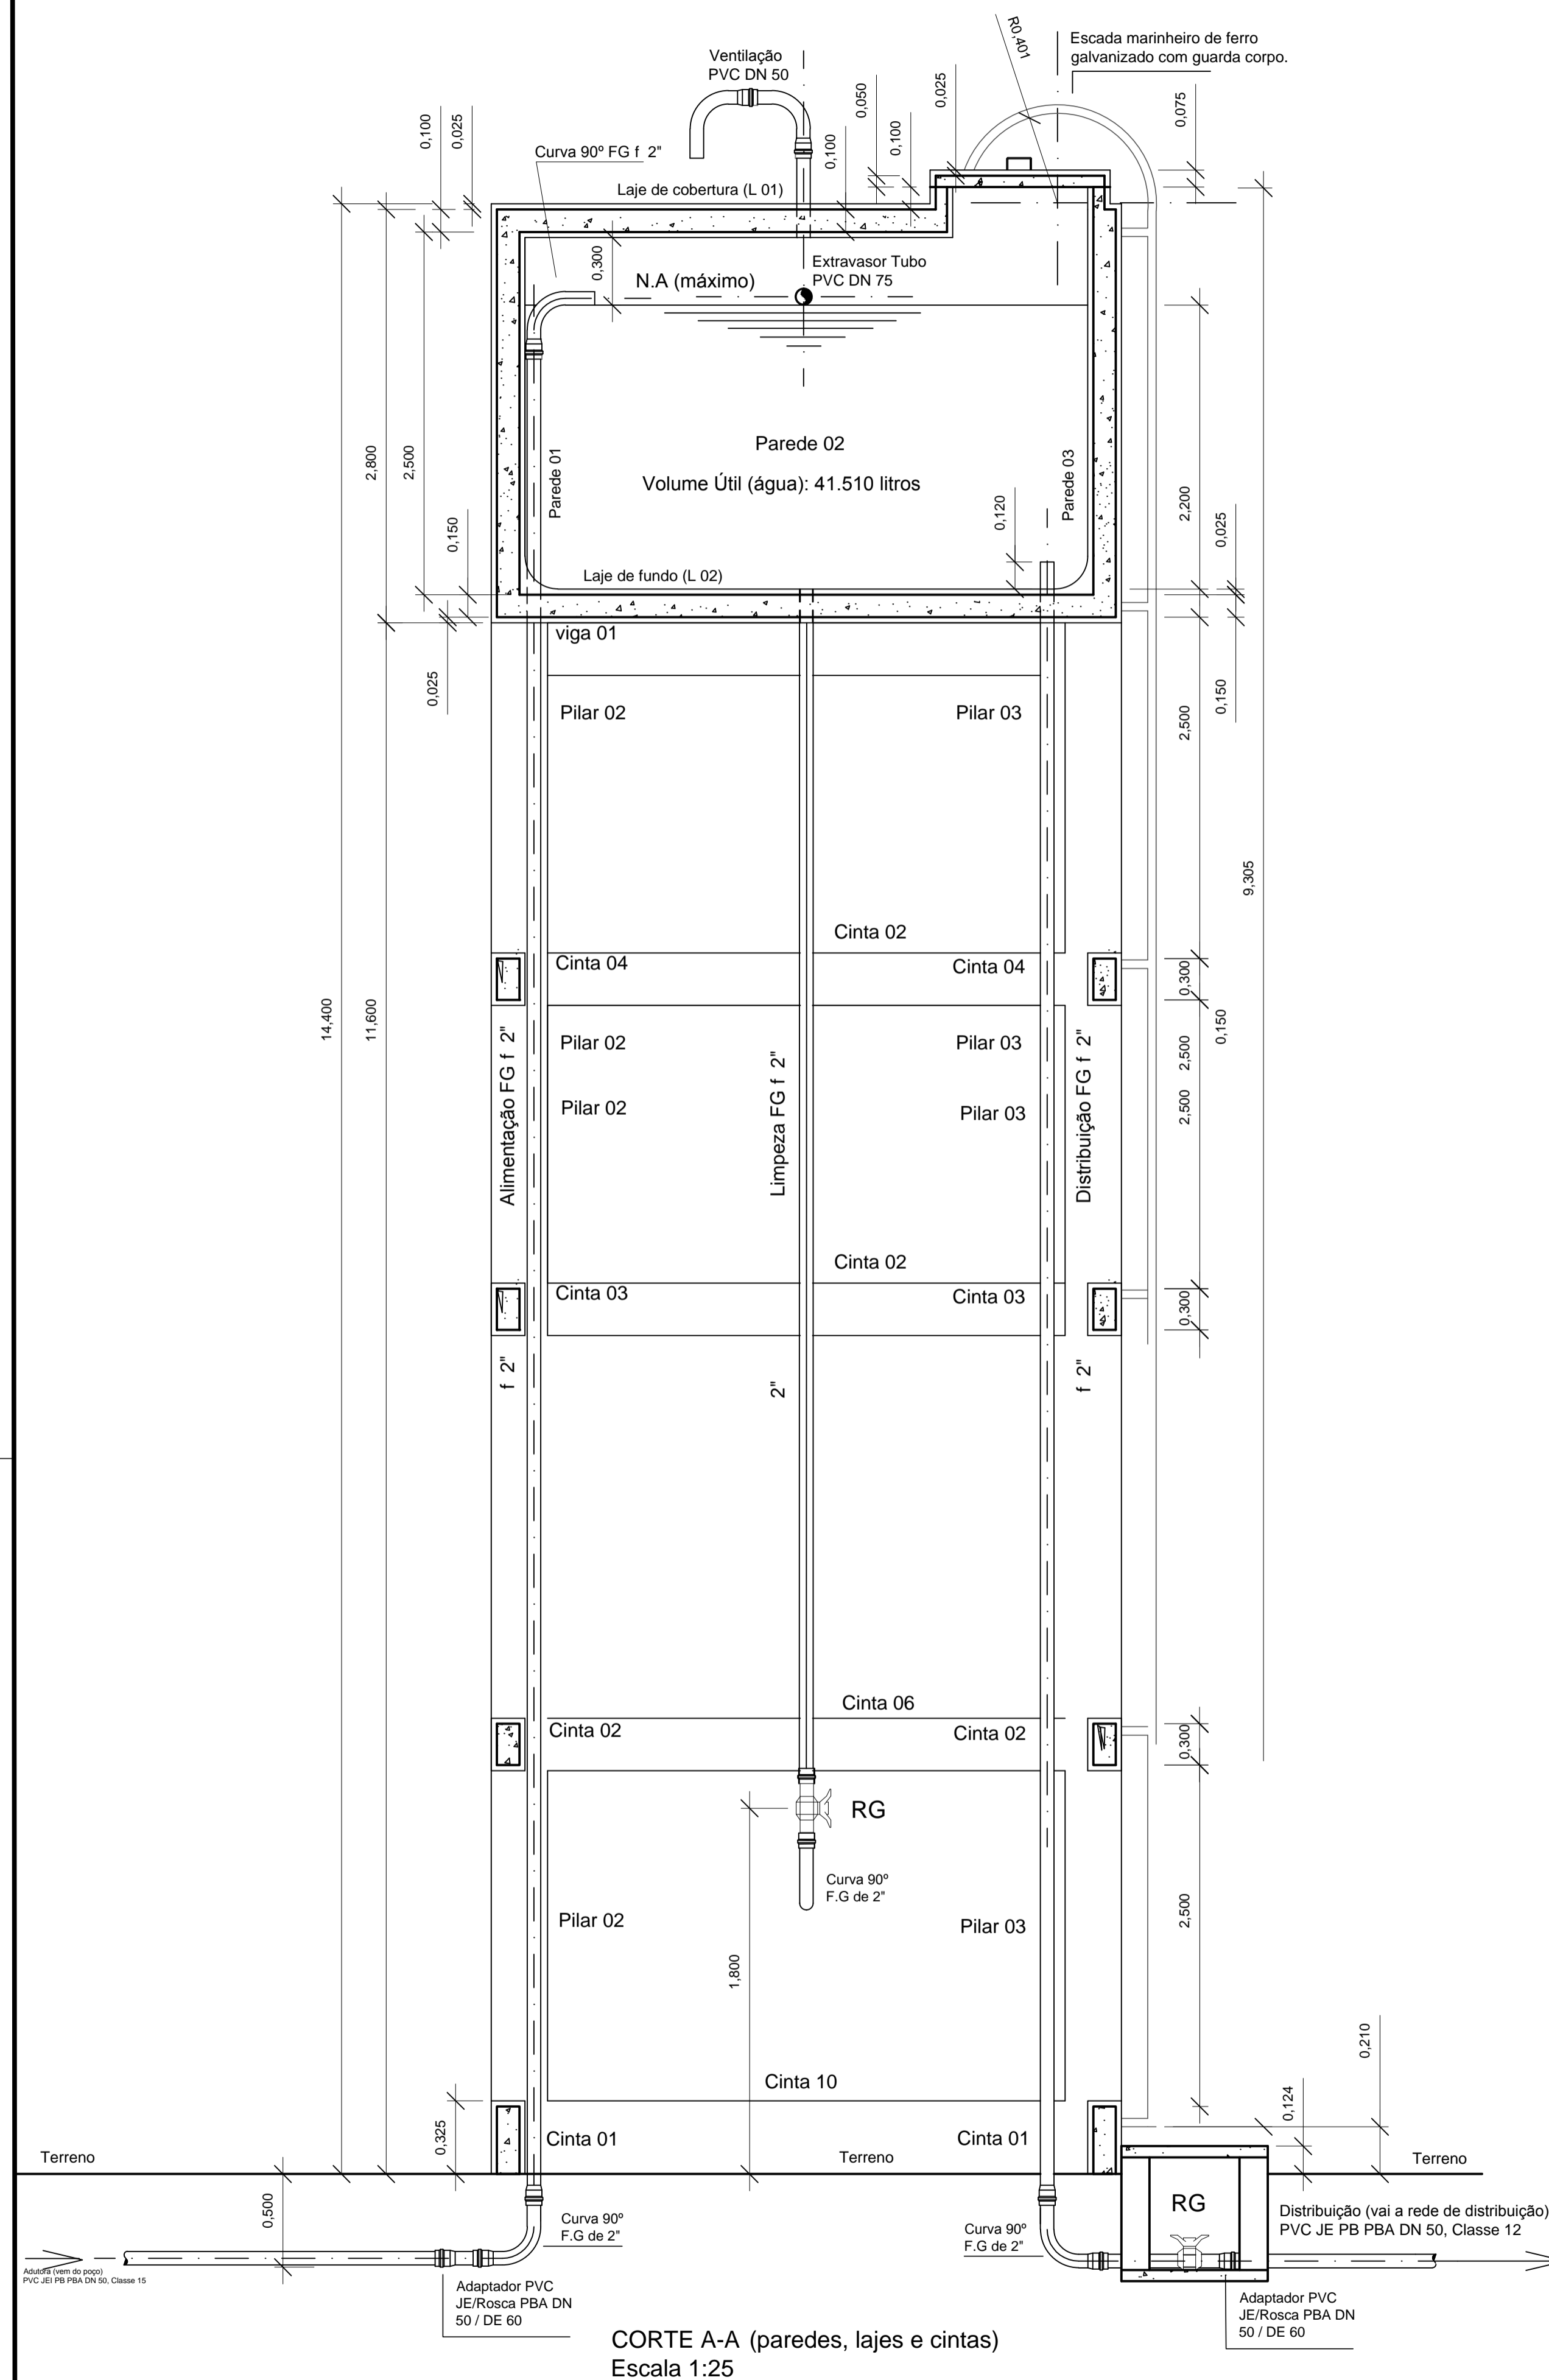 Escada marinheiro de ferro
galvanizado com guarda corpo.
R0,401
Ventilação
PVC DN 50
0,050
0,025
0,075
0,100
0,025
0,100
0,100
Curva 90º FG f 2"
Laje de cobertura (L 01)
0,300
N.A (máximo)
Extravasor Tubo
PVC DN 75
Parede 02
Volume Útil (água): 41.510 litros
Parede 01
Parede 03
2,800
2,500
0,150
0,120
2,200
0,025
Laje de fundo (L 02)
viga 01
0,025
Pilar 02
Pilar 03
2,500
0,150
9,305
Cinta 02
Cinta 04
Cinta 04
0,300
14,400
11,600
0,150
Pilar 02
Pilar 03
2,500
Alimentação FG f 2"
Limpeza FG f 2"
Distribuição FG f 2"
Pilar 02
Pilar 03
2,500
Cinta 02
Cinta 03
Cinta 03
0,300
f 2"
2"
f 2"
Cinta 06
Cinta 02
Cinta 02
0,300
RG
Curva 90º
F.G de 2"
Pilar 02
Pilar 03
2,500
1,800
Cinta 10
0,210
0,124
0,325
Cinta 01
Cinta 01
Terreno
Terreno
Terreno
0,500
RG
Distribuição (vai a rede de distribuição)
PVC JE PB PBA DN 50, Classe 12
Curva 90º
F.G de 2"
Curva 90º
F.G de 2"
Adutora (vem do poço)
PVC JEI PB PBA DN 50, Classe 15
Adaptador PVC
JE/Rosca PBA DN
50 / DE 60
Adaptador PVC
JE/Rosca PBA DN
50 / DE 60
CORTE A-A (paredes, lajes e cintas)
Escala 1:25